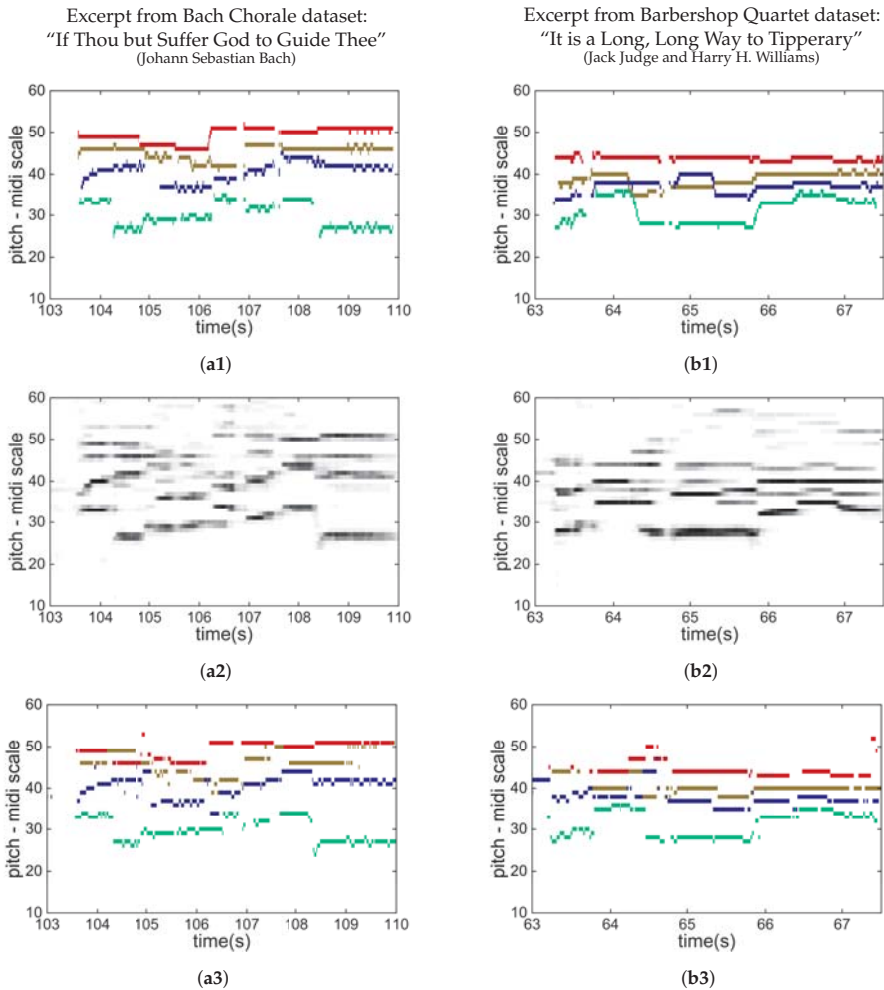 Excerpt from Bach Chorale dataset:
“If Thou but Suffer God to Guide Thee”
(Johann Sebastian Bach)
Excerpt from Barbershop Quartet dataset:
“It is a Long, Long Way to Tipperary”
(Jack Judge and Harry H. Williams)
60
50
40
30
20
10
pitch - midi scale
103 104 105 106 107 108 109 110
time(s)
(a1)
60
50
40
30
20
10
pitch - midi scale
63 64 65 66 67
time(s)
(b1)
60
50
40
30
20
10
pitch - midi scale
103 104 105 106 107 108 109 110
time(s)
(a2)
60
50
40
30
20
10
pitch - midi scale
63 64 65 66 67
time(s)
(b2)
60
50
40
30
20
10
pitch - midi scale
103 104 105 106 107 108 109 110
time(s)
(a3)
60
50
40
30
20
10
pitch - midi scale
63 64 65 66 67
time(s)
(b3)